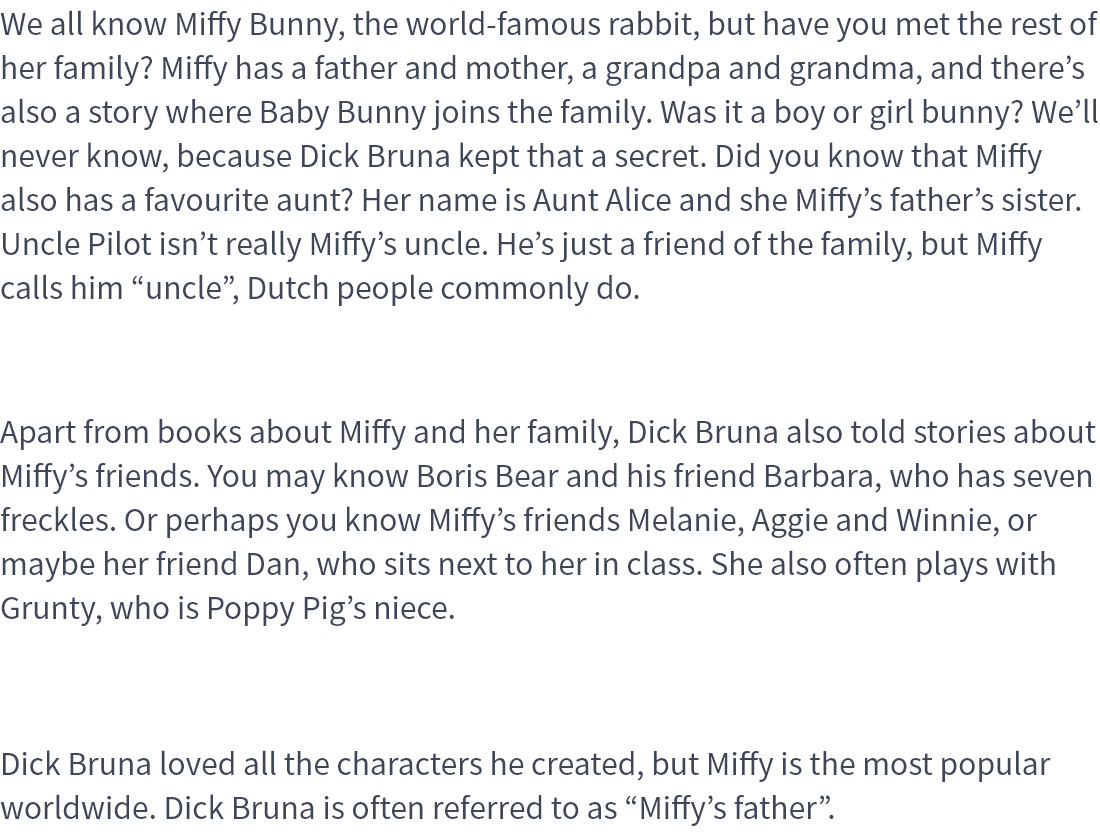 We all know Miffy Bunny, the world-famous rabbit, but have you met the rest of
her family? Miffy has a father and mother, a grandpa and grandma, and there’s
also a story where Baby Bunny joins the family. Was it a boy or girl bunny? We’ll
never know, because Dick Bruna kept that a secret. Did you know that Miffy
also has a favourite aunt? Her name is Aunt Alice and she Miffy’s father’s sister.
Uncle Pilot isn’t really Miffy’s uncle. He’s just a friend of the family, but Miffy
calls him “uncle”, Dutch people commonly do.
Apart from books about Miffy and her family, Dick Bruna also told stories about
Miffy’s friends. You may know Boris Bear and his friend Barbara, who has seven
freckles. Or perhaps you know Miffy’s friends Melanie, Aggie and Winnie, or
maybe her friend Dan, who sits next to her in class. She also often plays with
Grunty, who is Poppy Pig’s niece.
Dick Bruna loved all the characters he created, but Miffy is the most popular
worldwide. Dick Bruna is often referred to as “Miffy’s father”.